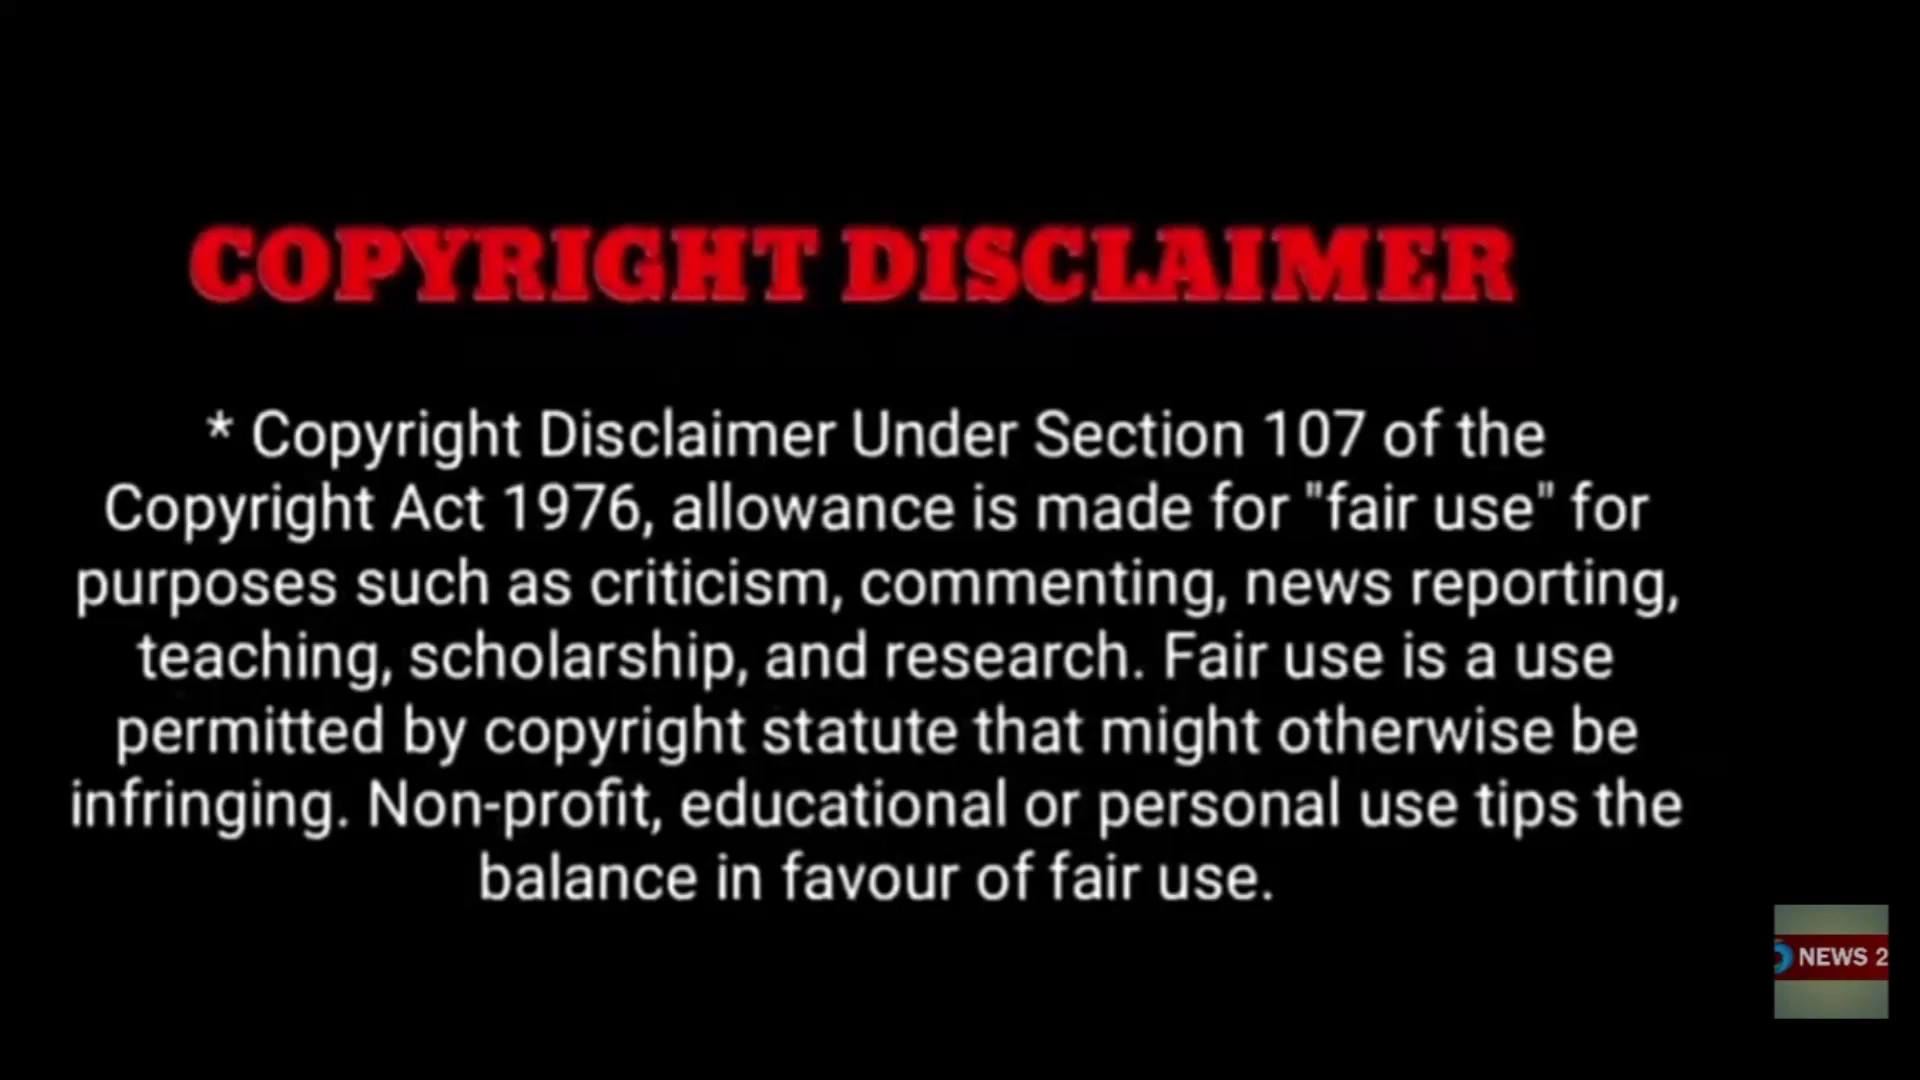 COPYRIGHT DISCLAIMER
* Copyright Disclaimer Under Section 107 of the
Copyright Act 1976, allowance is made for "fair use" for
purposes such as criticism, commenting, news reporting,
teaching, scholarship, and research. Fair use is a use
permitted by copyright statute that might otherwise be
infringing. Non-profit, educational or personal use tips the
balance in favour of fair use.
NEWS 2